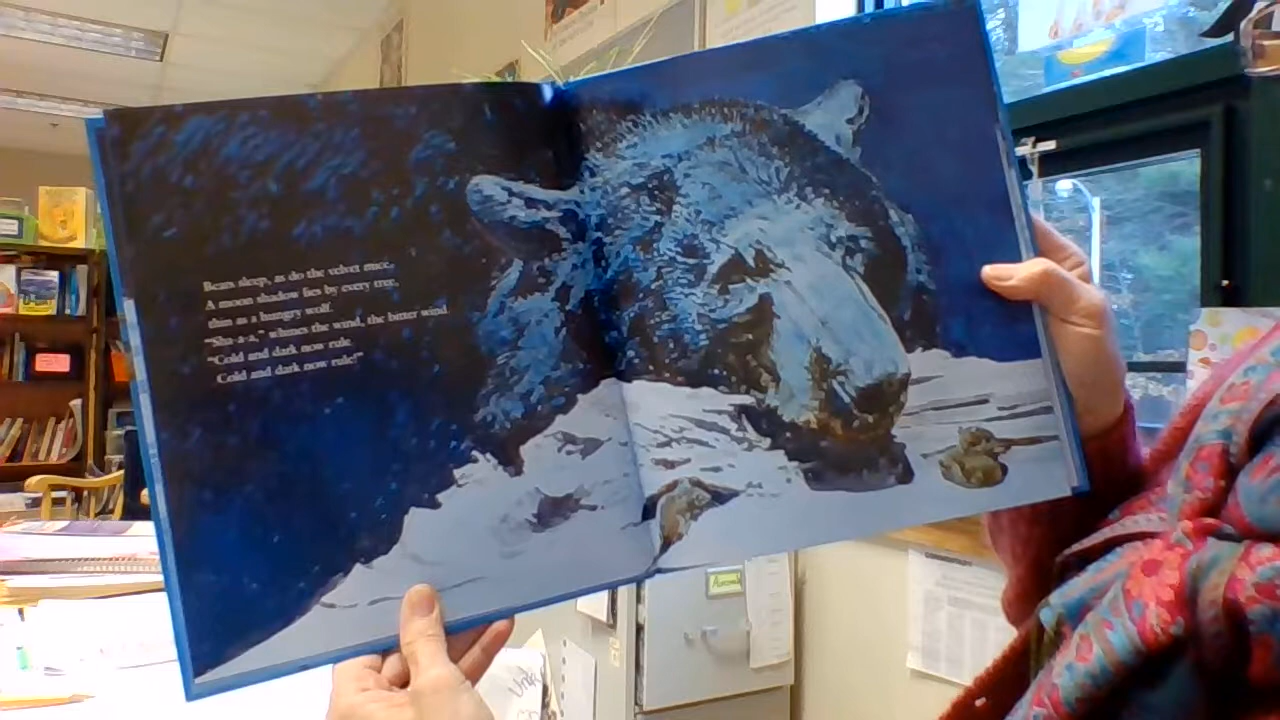 Bears sleep, as do the velvet mice.
A moon shadow lies by every tree,
thin as a hungry wolf.
"Sha-a-a," whines the wind, the bitter wind.
"Cold and dark now rule.
Cold and dark now rule!"